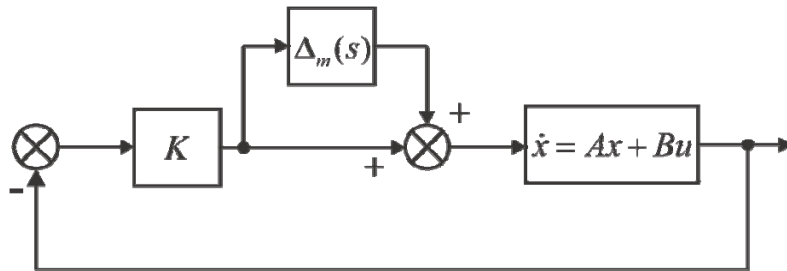 Δₘ(s)
+
K
+
ẋ = Ax + Bu
-